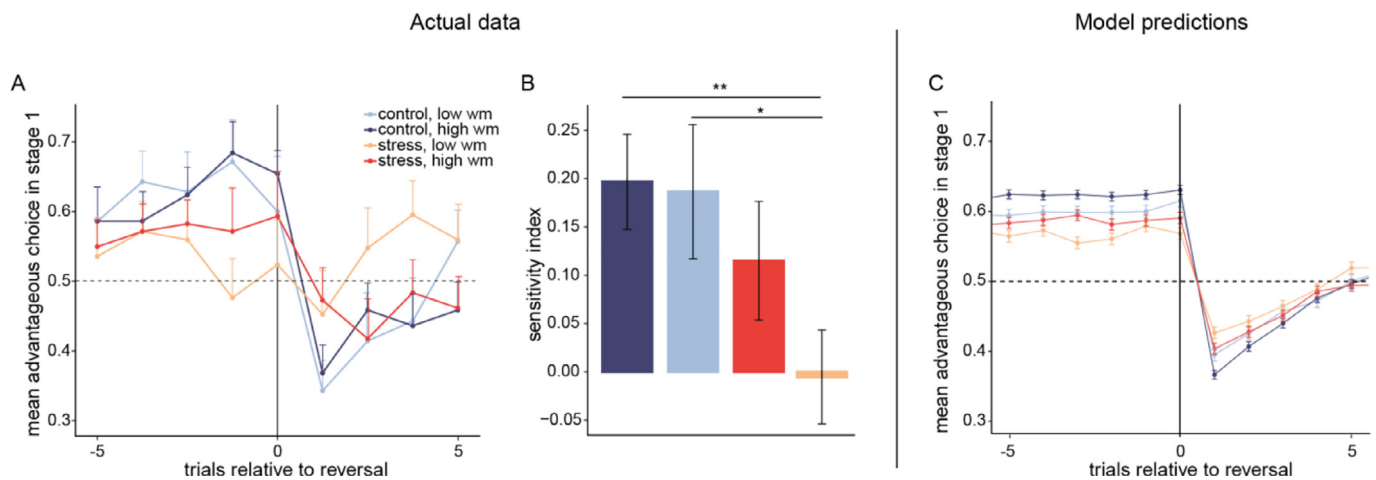 Actual data
Model predictions
A
B
C
mean advantageous choice in stage 1
0.7
0.6
0.5
0.4
0.3
-5
0
5
trials relative to reversal
control, low wm
control, high wm
stress, low wm
stress, high wm
sensitivity index
**
*
0.25
0.20
0.15
0.10
0.05
0.00
−0.05
mean advantageous choice in stage 1
0.7
0.6
0.5
0.4
0.3
-5
0
5
trials relative to reversal